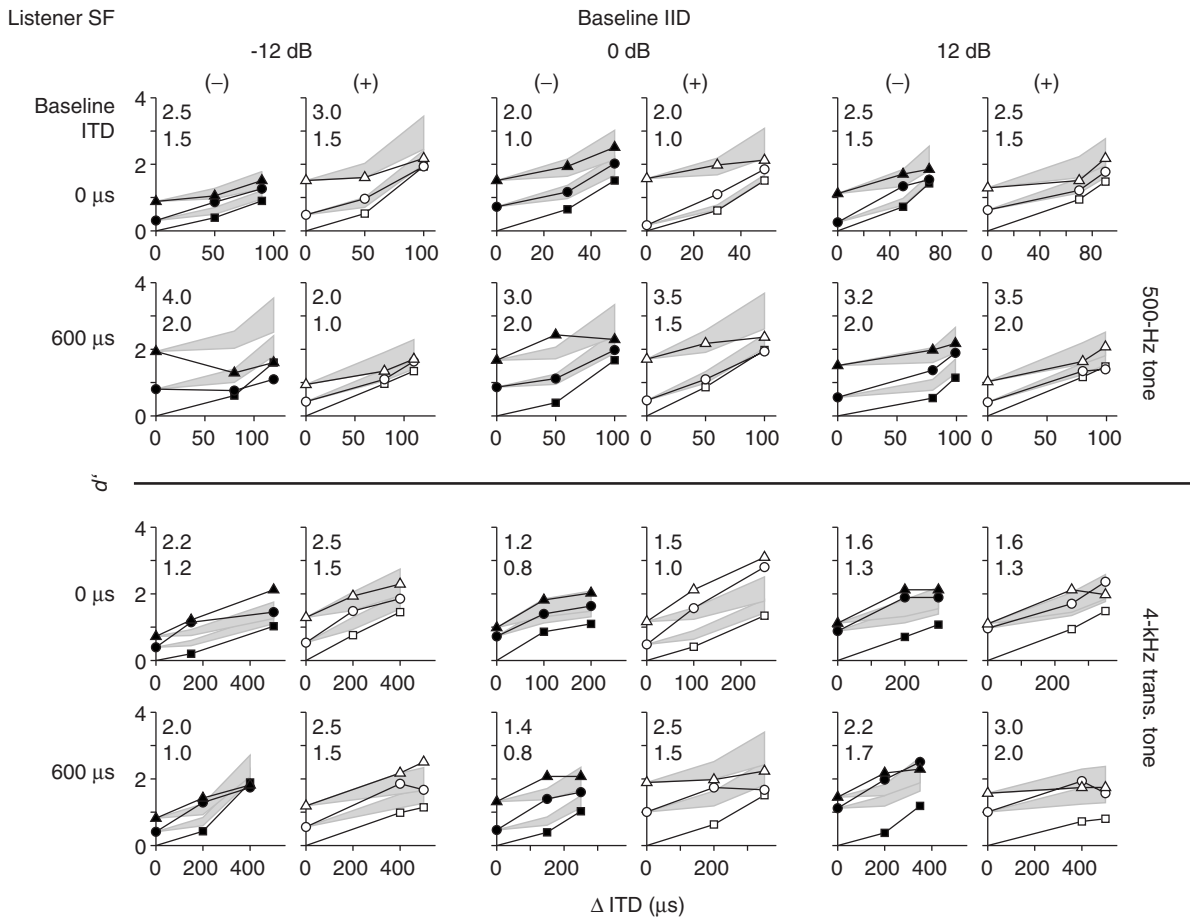 Listener SF
Baseline IID
-12 dB 0 dB 12 dB
(−) (+) (−) (+) (−) (+)
Baseline
ITD
0 μs
4 2.5 3.0 2.0 2.0 2.5 2.5
1.5 1.5 1.0 1.0 1.5 1.5
2
0
0 50 100 0 50 100 0 20 40 0 20 40 0 40 80 0 40 80
600 μs
4 4.0 2.0 3.0 3.5 3.2 3.5
2.0 1.0 2.0 1.5 2.0 2.0
2
0
0 50 100 0 50 100 0 50 100 0 50 100 0 50 100 0 50 100
500-Hz tone
d'
0 μs
4 2.2 2.5 1.2 1.5 1.6 1.6
1.2 1.5 0.8 1.0 1.3 1.3
2
0
0 200 400 0 200 400 0 100 200 0 100 200 0 200 0 200
600 μs
4 2.0 2.5 1.4 2.5 2.2 3.0
1.0 1.5 0.8 1.5 1.7 2.0
2
0
0 200 400 0 200 400 0 200 0 200 0 200 400 0 200 400
4-kHz trans. tone
Δ ITD (μs)